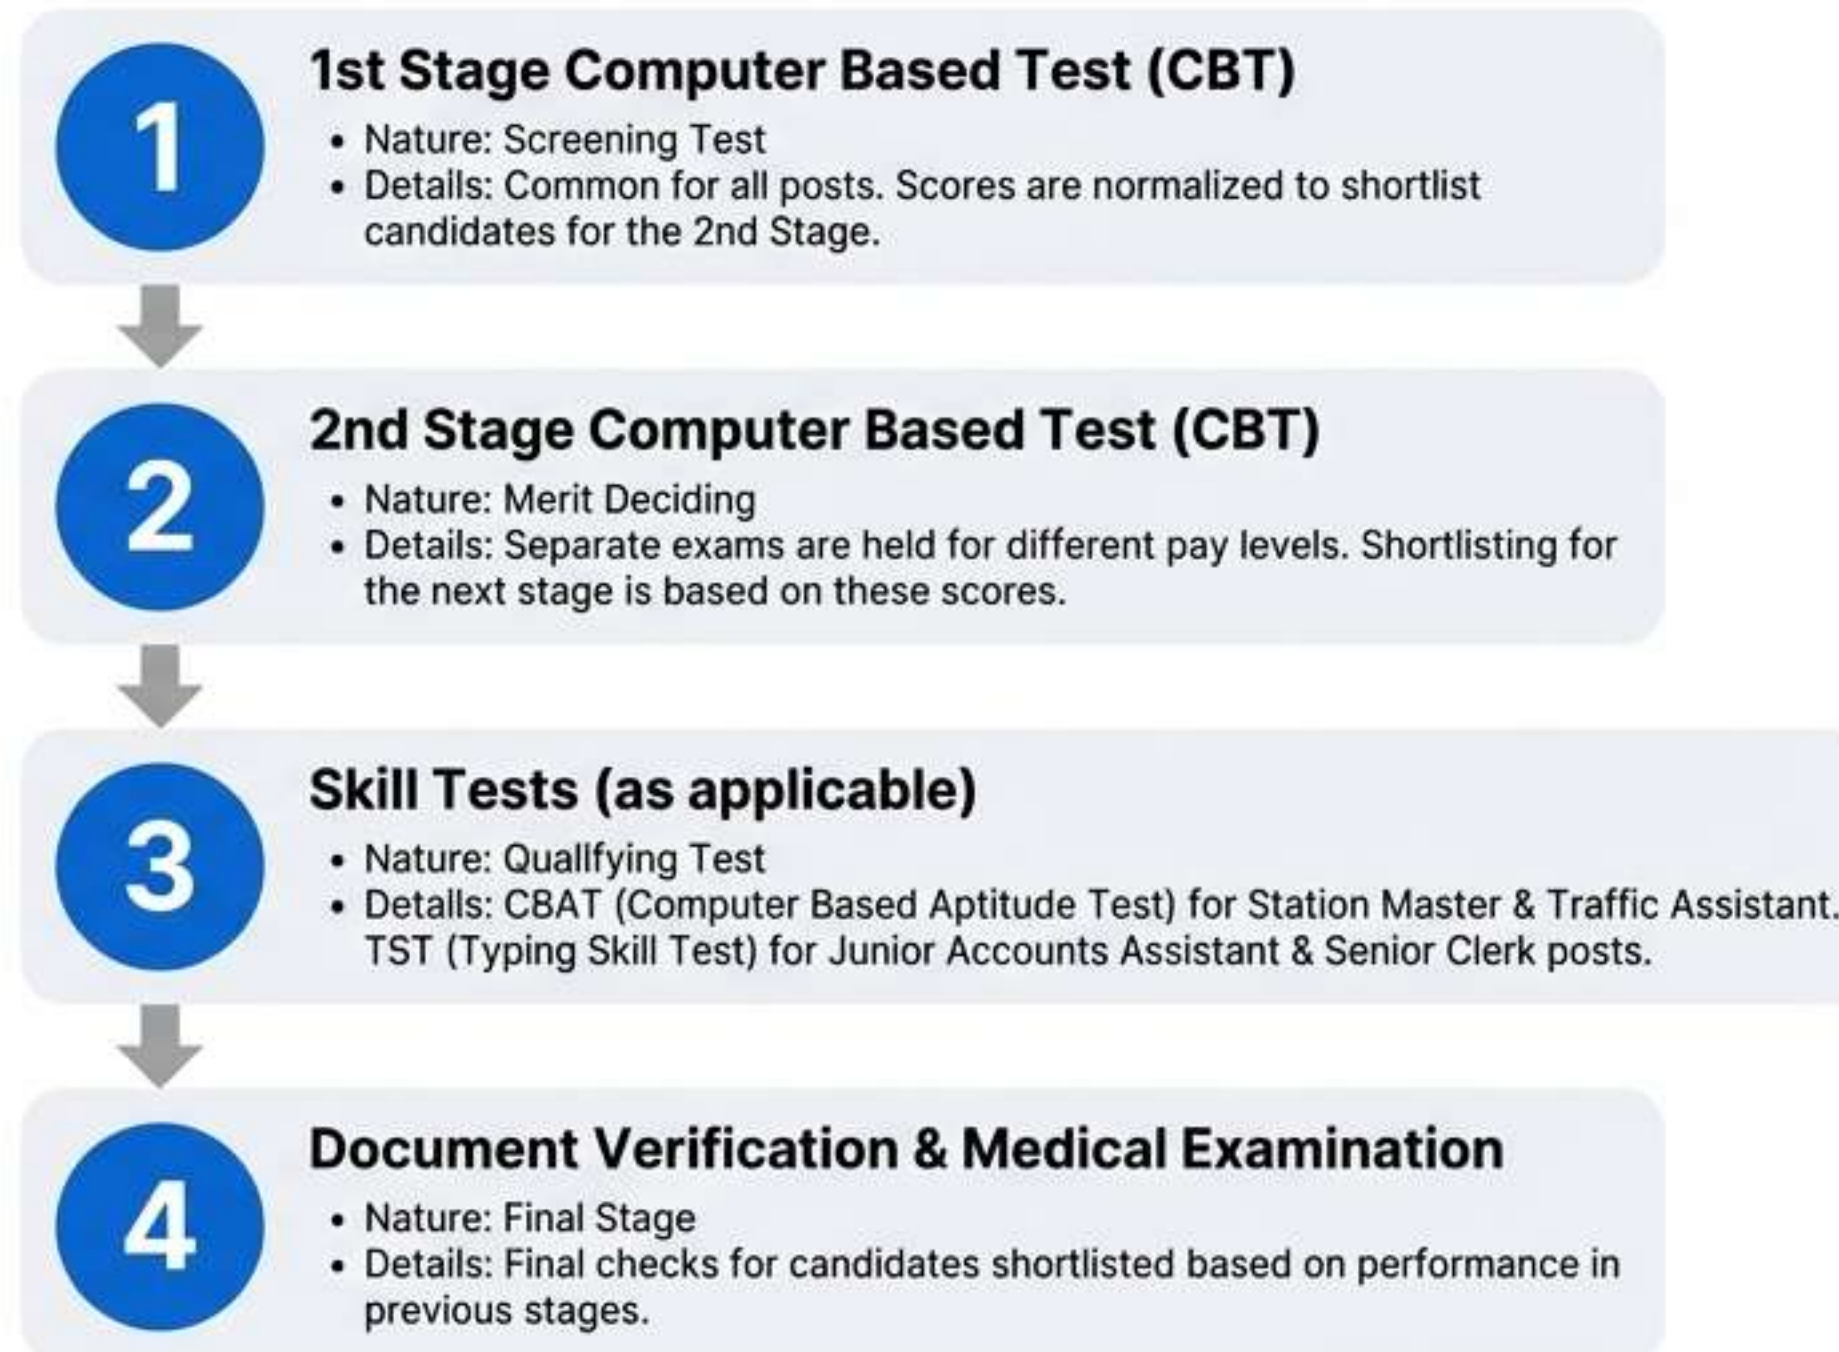 1
1st Stage Computer Based Test (CBT)
• Nature: Screening Test
• Details: Common for all posts. Scores are normalized to shortlist
candidates for the 2nd Stage.
2
2nd Stage Computer Based Test (CBT)
• Nature: Merit Deciding
• Details: Separate exams are held for different pay levels. Shortlisting for
the next stage is based on these scores.
3
Skill Tests (as applicable)
• Nature: Quallfying Test
• Detalls: CBAT (Computer Based Aptitude Test) for Station Master & Traffic Assistant.
TST (Typing Skill Test) for Junior Accounts Assistant & Senior Clerk posts.
4
Document Verification & Medical Examination
• Nature: Final Stage
• Details: Final checks for candidates shortlisted based on performance in
previous stages.